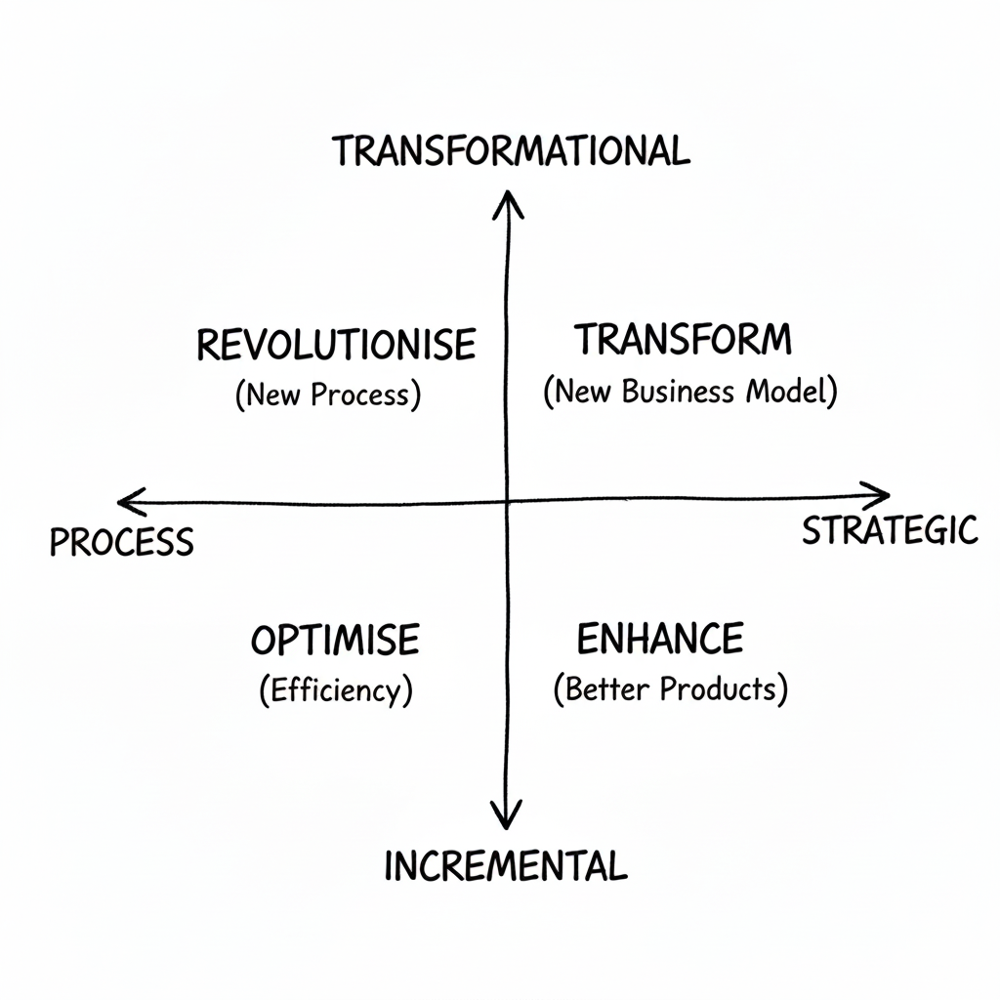 TRANSFORMATIONAL
REVOLUTIONISE
(New Process)
TRANSFORM
(New Business Model)
PROCESS
STRATEGIC
OPTIMISE
(Efficiency)
ENHANCE
(Better Products)
INCREMENTAL